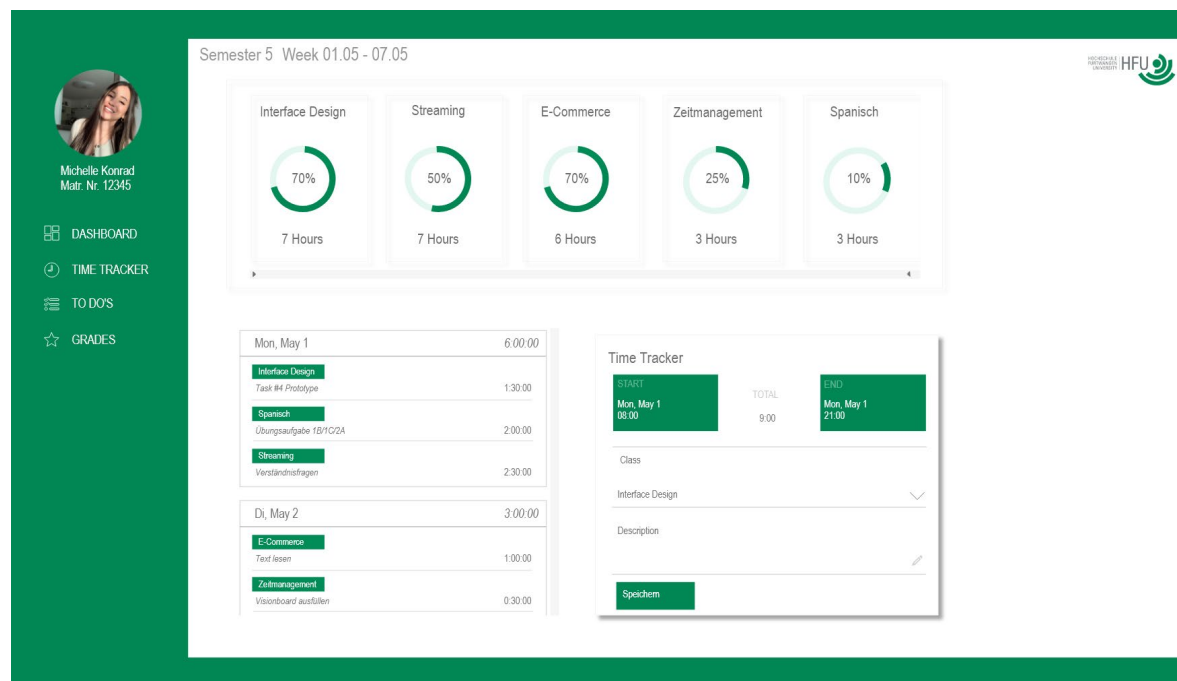 Semester 5 Week 01.05 - 07.05
HOCHSCHULE
FURTWANGEN
UNIVERSITY
HFU
Michelle Konrad
Matr. Nr. 12345
DASHBOARD
TIME TRACKER
TO DO'S
GRADES
Interface Design
70%
7 Hours
Streaming
50%
7 Hours
E-Commerce
70%
6 Hours
Zeitmanagement
25%
3 Hours
Spanisch
10%
3 Hours
Mon, May 1 6:00:00
Interface Design
Task #4 Prototype 1:30:00
Spanisch
Übungsaufgabe 1B/1C/2A 2:00:00
Streaming
Verständnisfragen 2:30:00
Di, May 2 3:00:00
E-Commerce
Text lesen 1:00:00
Zeitmanagement
Visionboard ausfüllen 0:30:00
Time Tracker
START
Mon, May 1
08:00
TOTAL
9:00
END
Mon, May 1
21:00
Class
Interface Design
Description
Speichern